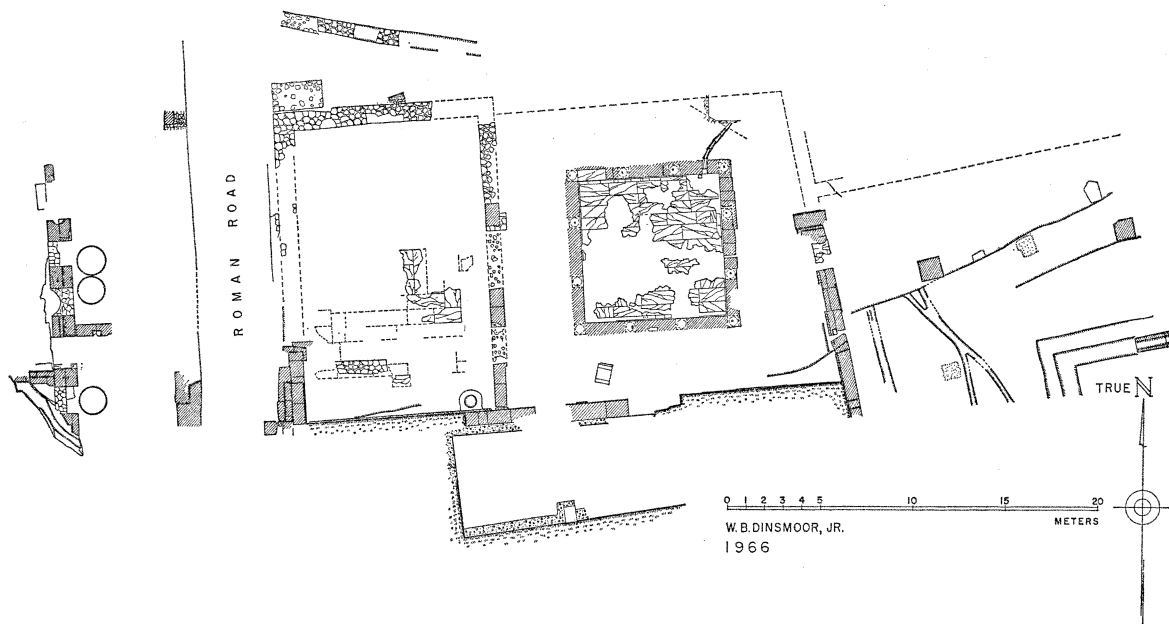 ROMAN ROAD
TRUE N
0 1 2 3 4 5 10 15 20
METERS
W. B. DINSMOOR, JR.
1966